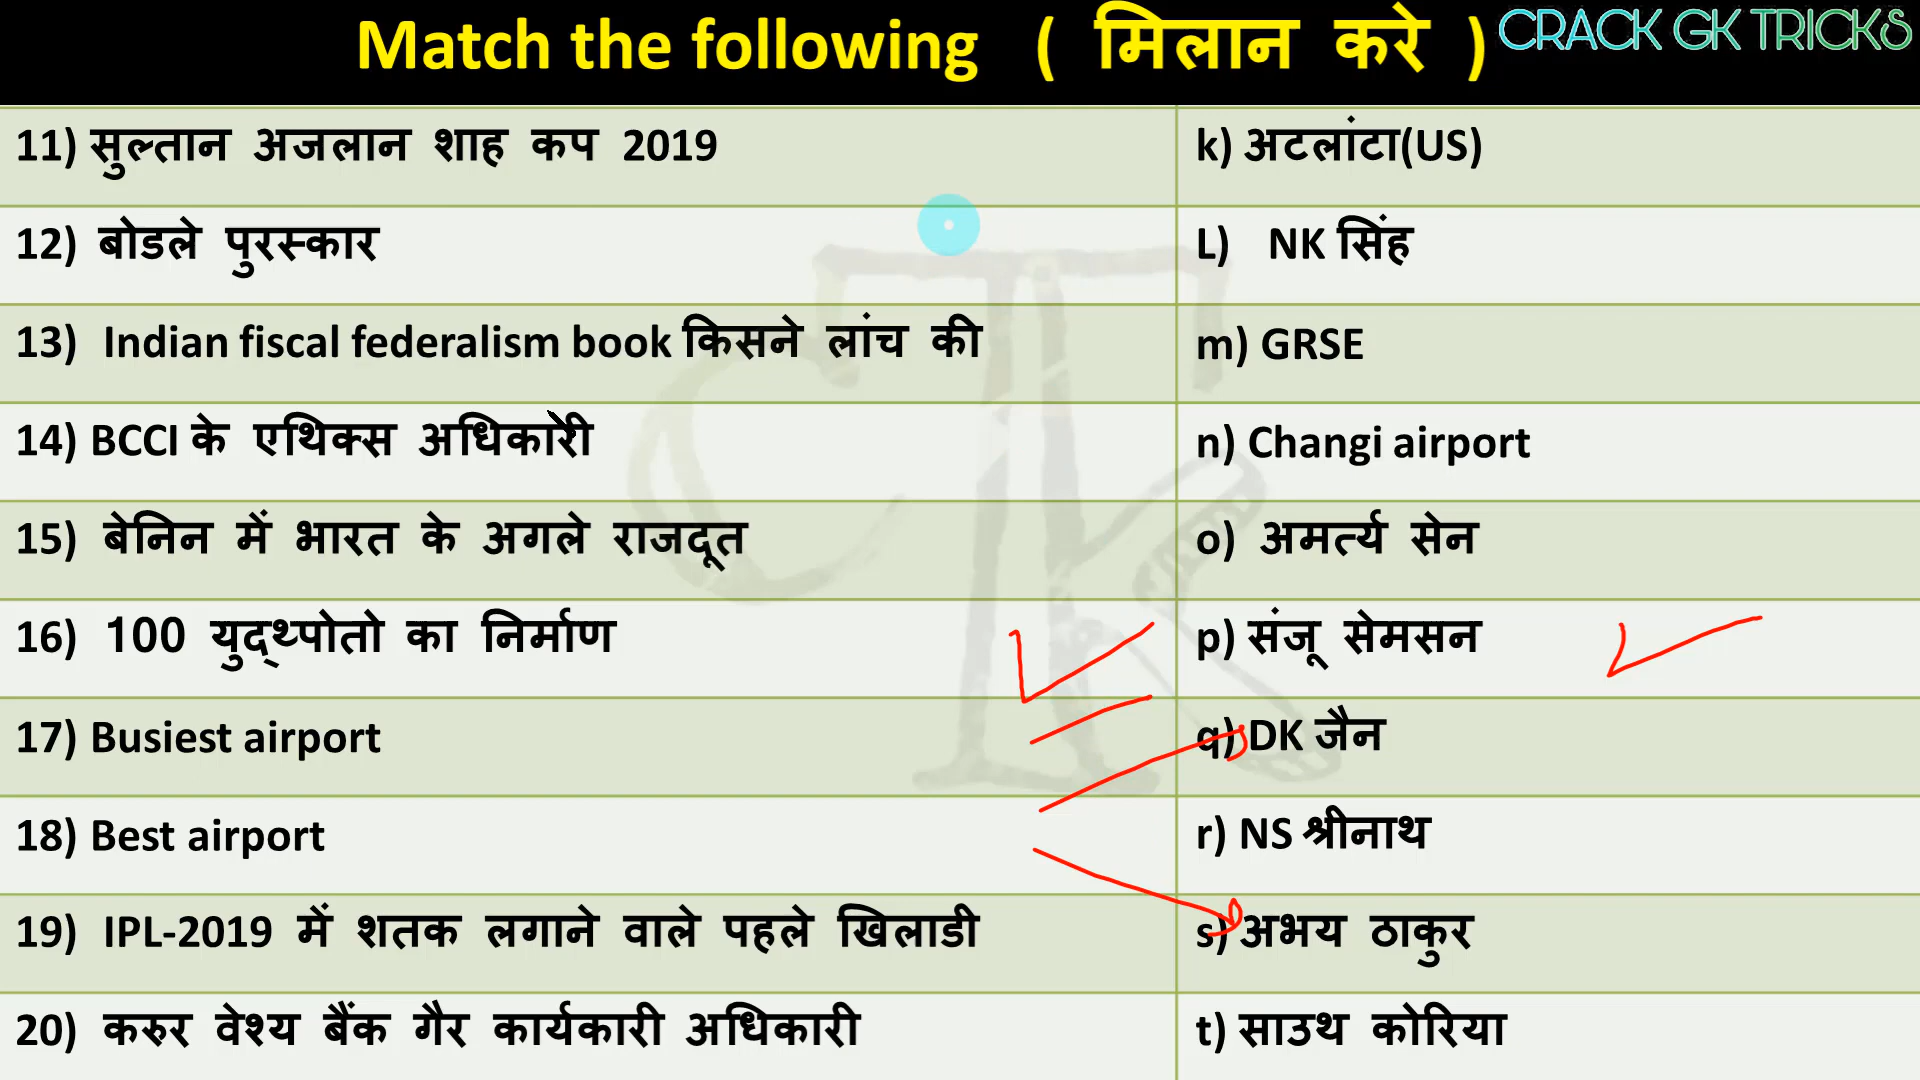 Match the following ( मिलान करे )
CRACK GK TRICKS
11) सुल्तान अजलान शाह कप 2019
k) अटलांटा(US)
12) बोडले पुरस्कार
L) NK सिंह
13) Indian fiscal federalism book किसने लांच की
m) GRSE
14) BCCI के एथिक्स अधिकारी
n) Changi airport
15) बेनिन में भारत के अगले राजदूत
o) अमर्त्य सेन
16) 100 युद्थ्पोतो का निर्माण
p) संजू सेमसन
17) Busiest airport
q) DK जैन
18) Best airport
r) NS श्रीनाथ
19) IPL-2019 में शतक लगाने वाले पहले खिलाडी
s) अभय ठाकुर
20) करुर वेश्य बैंक गैर कार्यकारी अधिकारी
t) साउथ कोरिया